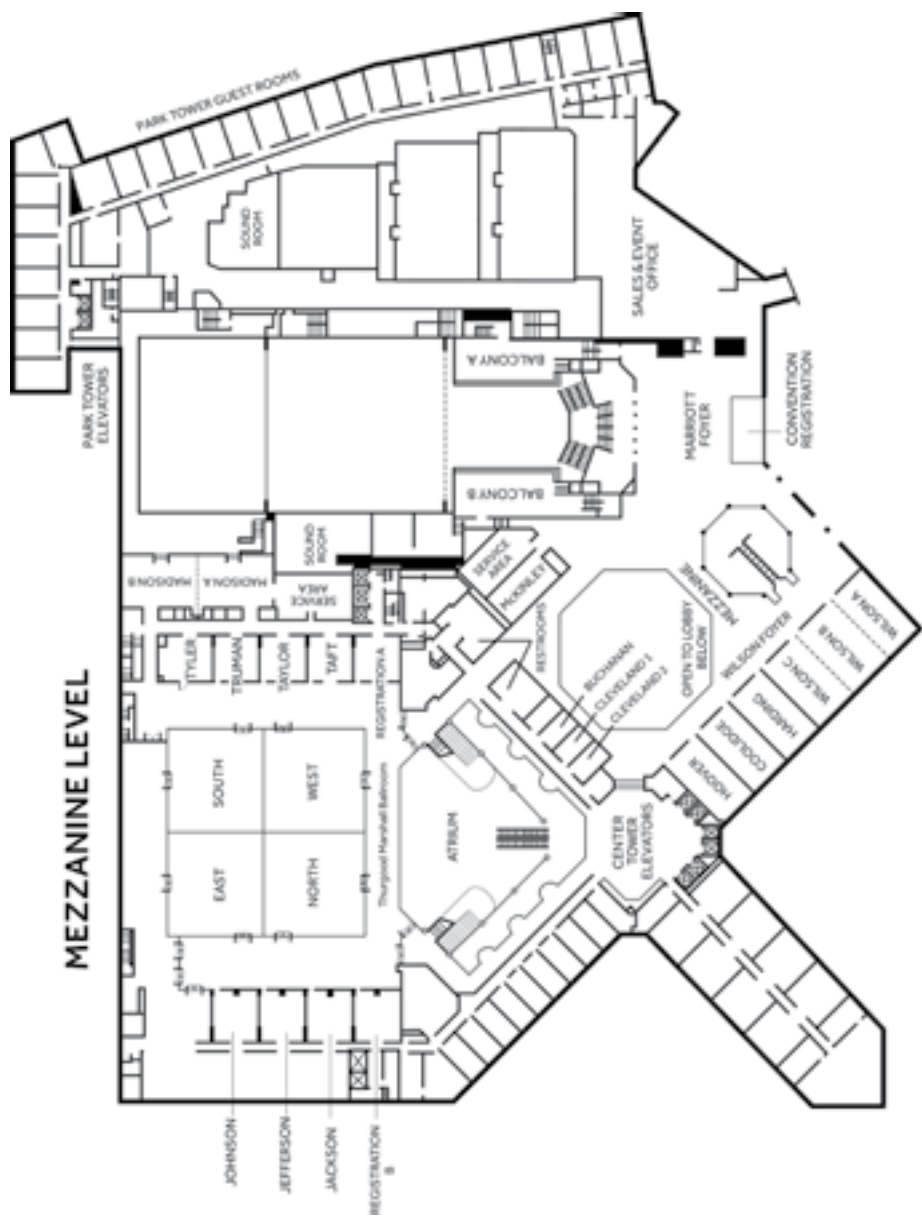 MEZZANINE LEVEL
JOHNSON
JEFFERSON
JACKSON
REGISTRATION
B
EAST
SOUTH
NORTH
WEST
Thurgood Marshall Ballroom
ATRIUM
TYLER
TRUMAN
TAYLOR
TAFT
REGISTRATION A
MADISON B
MADISON A
SERVICE
AREA
SOUND
ROOM
PARK TOWER
ELEVATORS
PARK TOWER GUEST ROOMS
SOUND
ROOM
BALCONY B
BALCONY A
SERVICE
AREA
McKINLEY
RESTROOMS
BUCHANAN
CLEVELAND 1
CLEVELAND 2
OPEN TO LOBBY
BELOW
MEZZANINE
CENTER
TOWER
ELEVATORS
WILSON FOYER
HOOVER
COOLIDGE
HARDING
WILSON C
WILSON B
WILSON A
MARRIOTT
FOYER
SALES & EVENT
OFFICE
CONVENTION
REGISTRATION